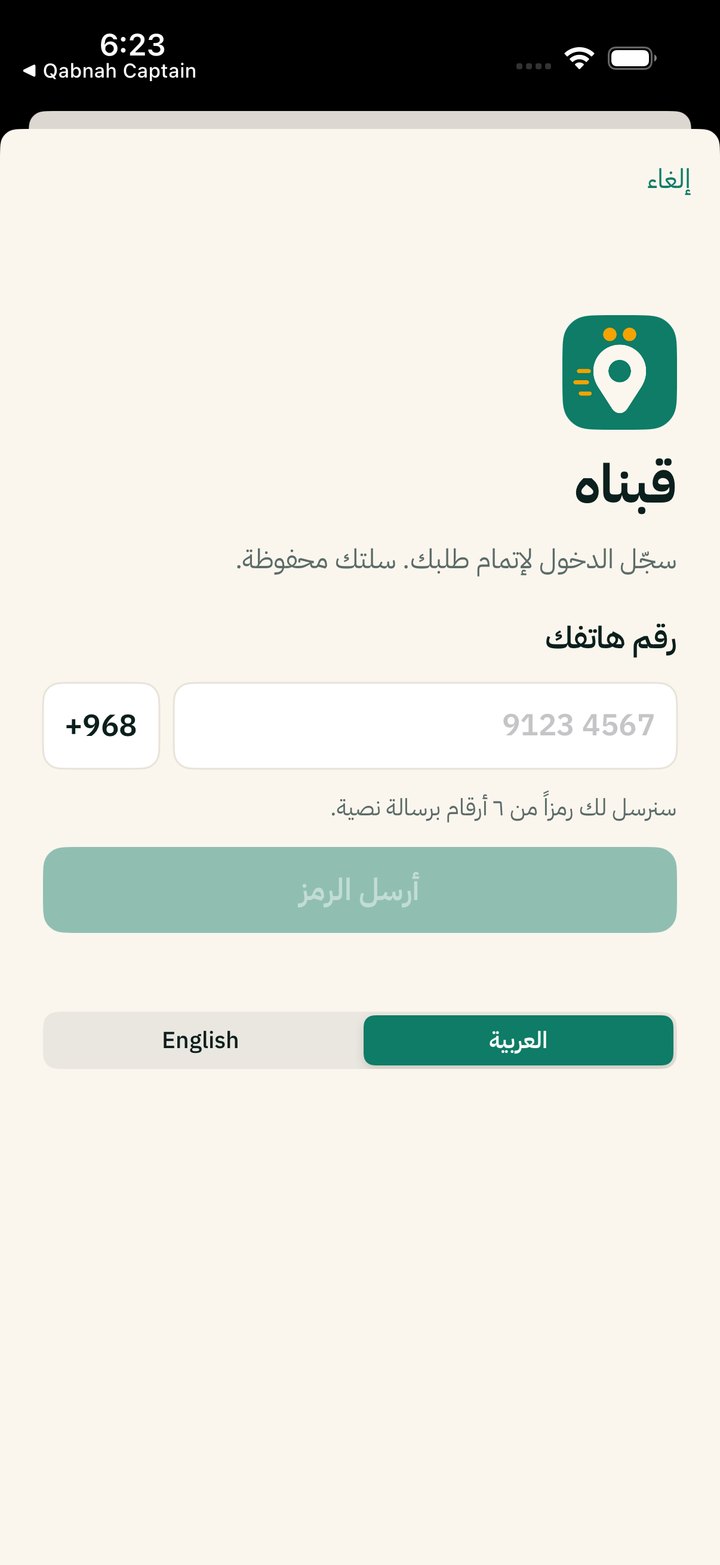 6:23
◀ Qabnah Captain
إلغاء
قبناه
سجّل الدخول لإتمام طلبك. سلتك محفوظة.
رقم هاتفك
+968
9123 4567
سنرسل لك رمزاً من ٦ أرقام برسالة نصية.
أرسل الرمز
العربية
English